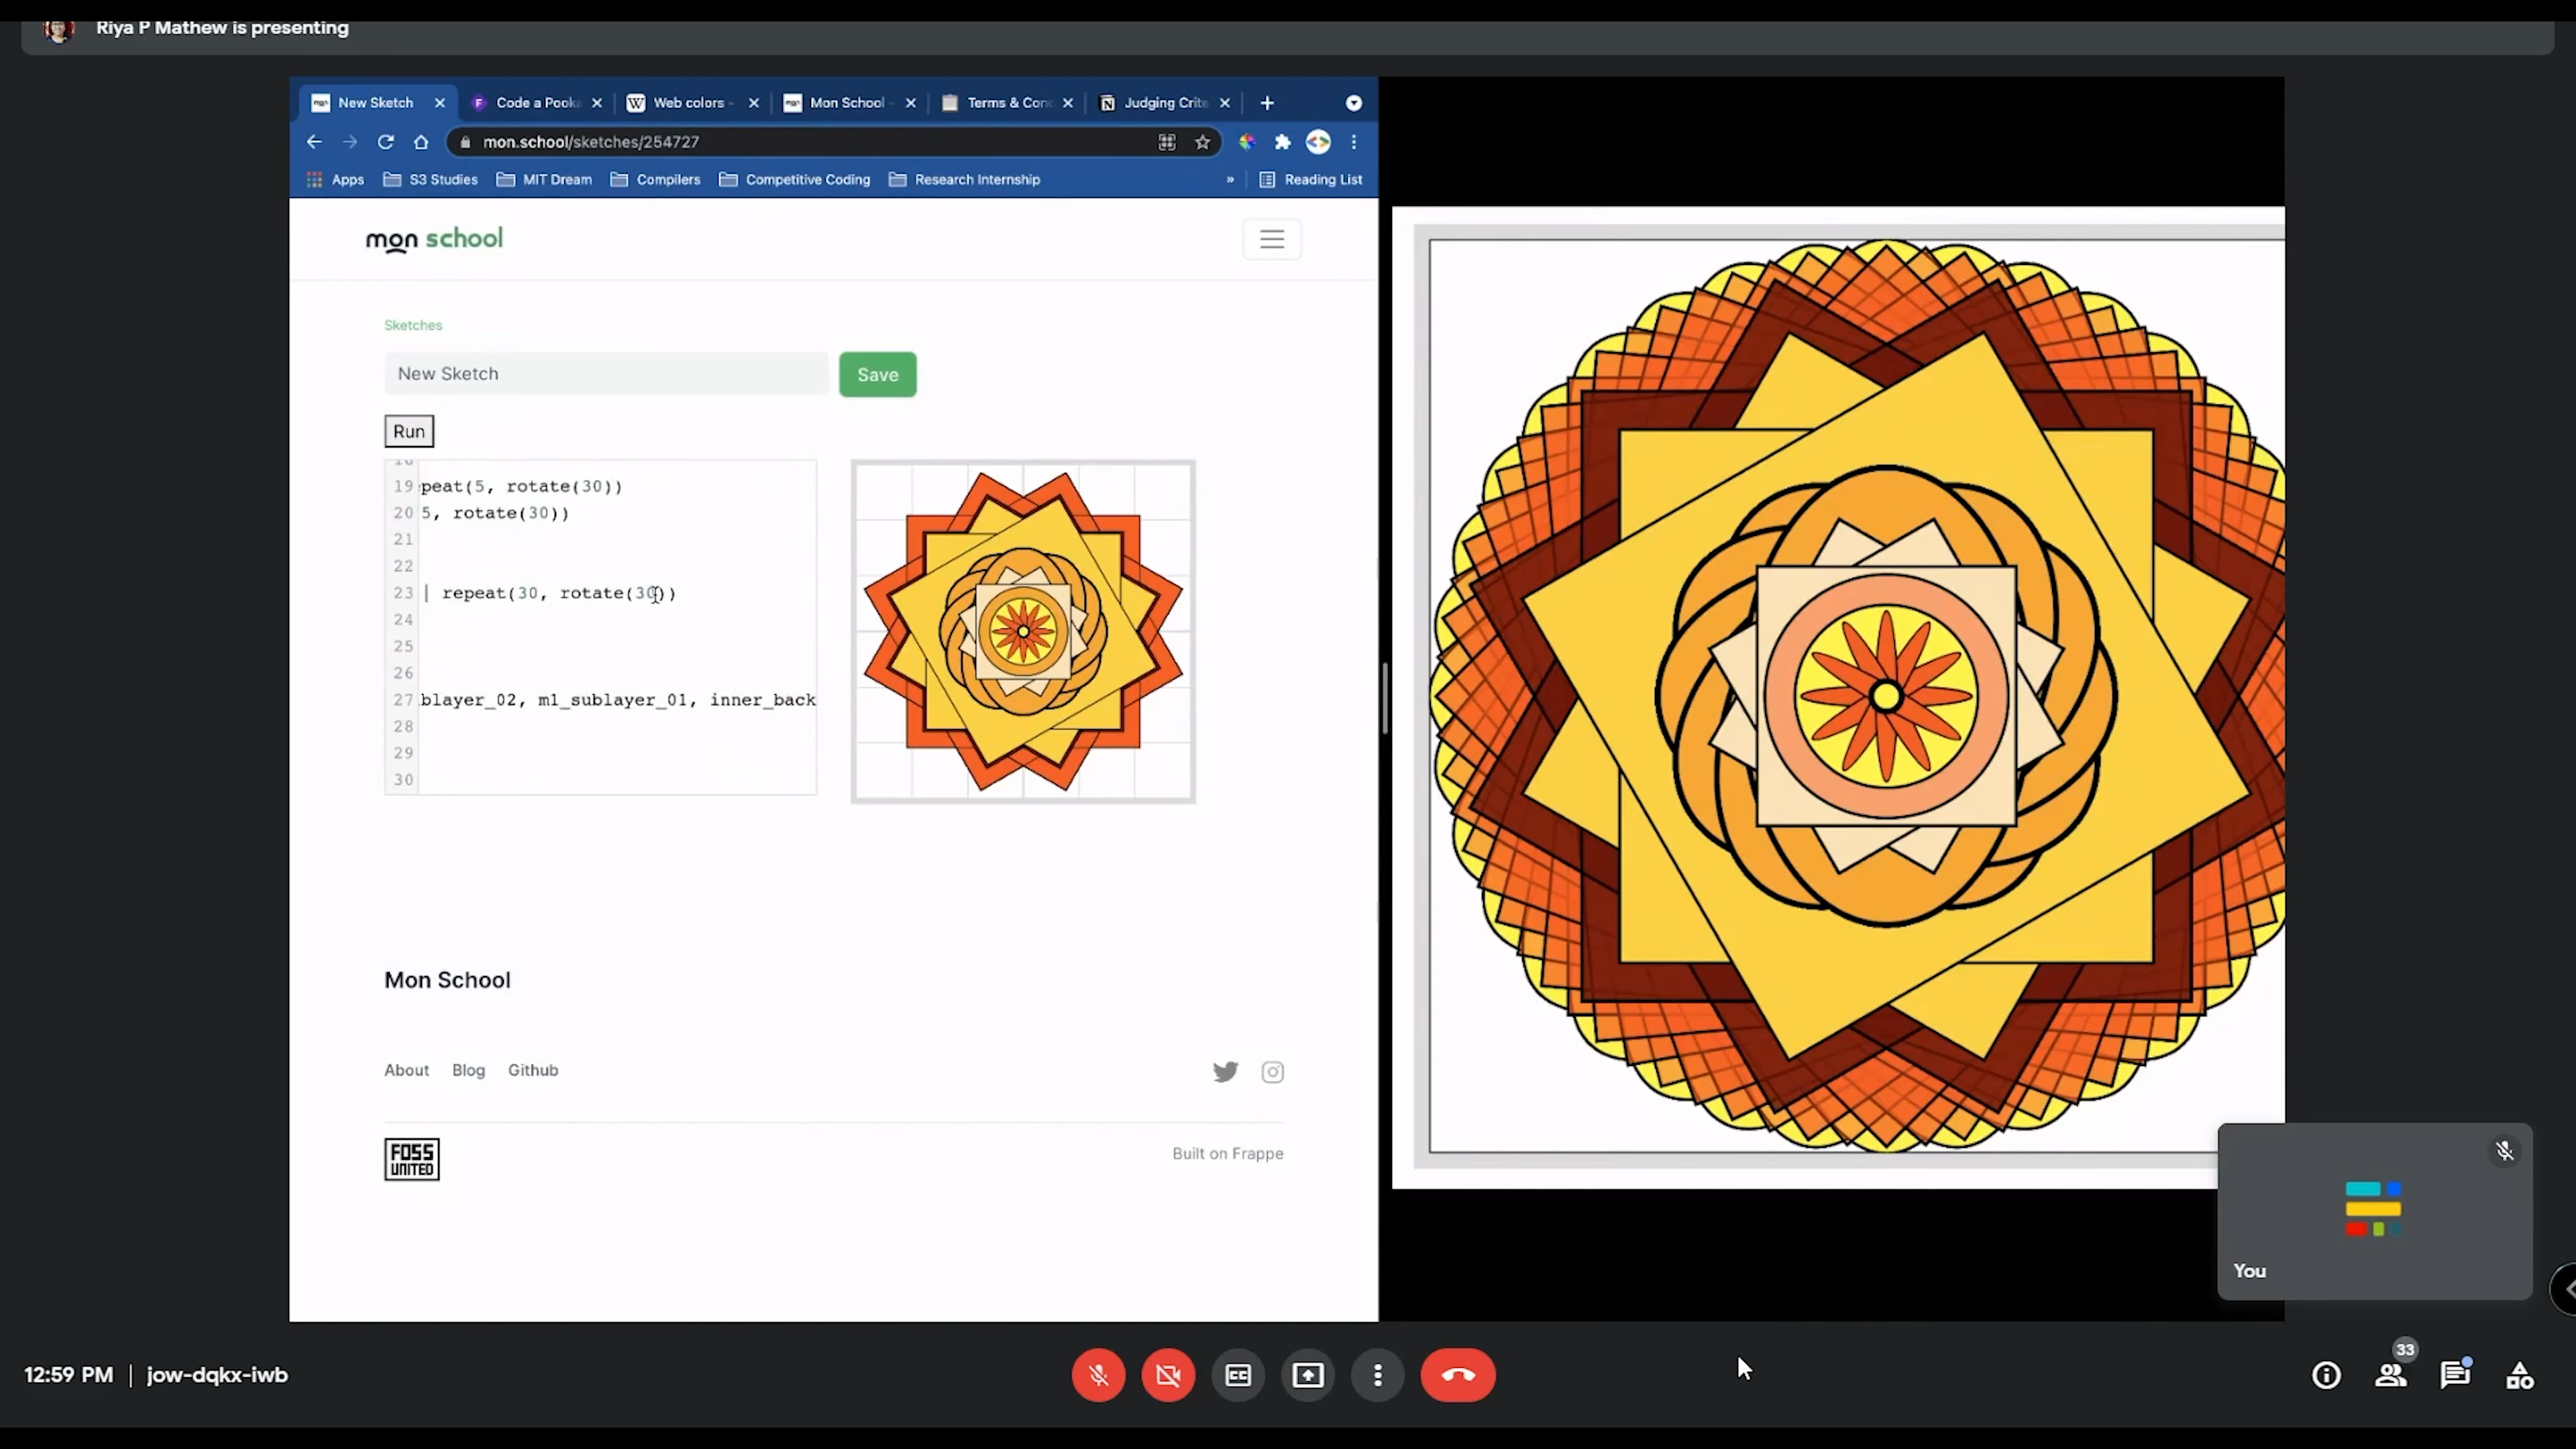 Riya P Mathew is presenting
New Sketch
Code a Pooka
Web colors -
Mon School -
Terms & Con
Judging Crite
mon.school/sketches/254727
Apps
S3 Studies
MIT Dream
Compilers
Competitive Coding
Research Internship
»
Reading List
mon school
Sketches
New Sketch
Save
Run
19 peat(5, rotate(30))
20 5, rotate(30))
21
22
23 | repeat(30, rotate(30))
24
25
26
27 blayer_02, m1_sublayer_01, inner_back
28
29
30
Mon School
About Blog Github
FOSS
UNITED
Built on Frappe
You
12:59 PM | jow-dqkx-iwb
CC
33